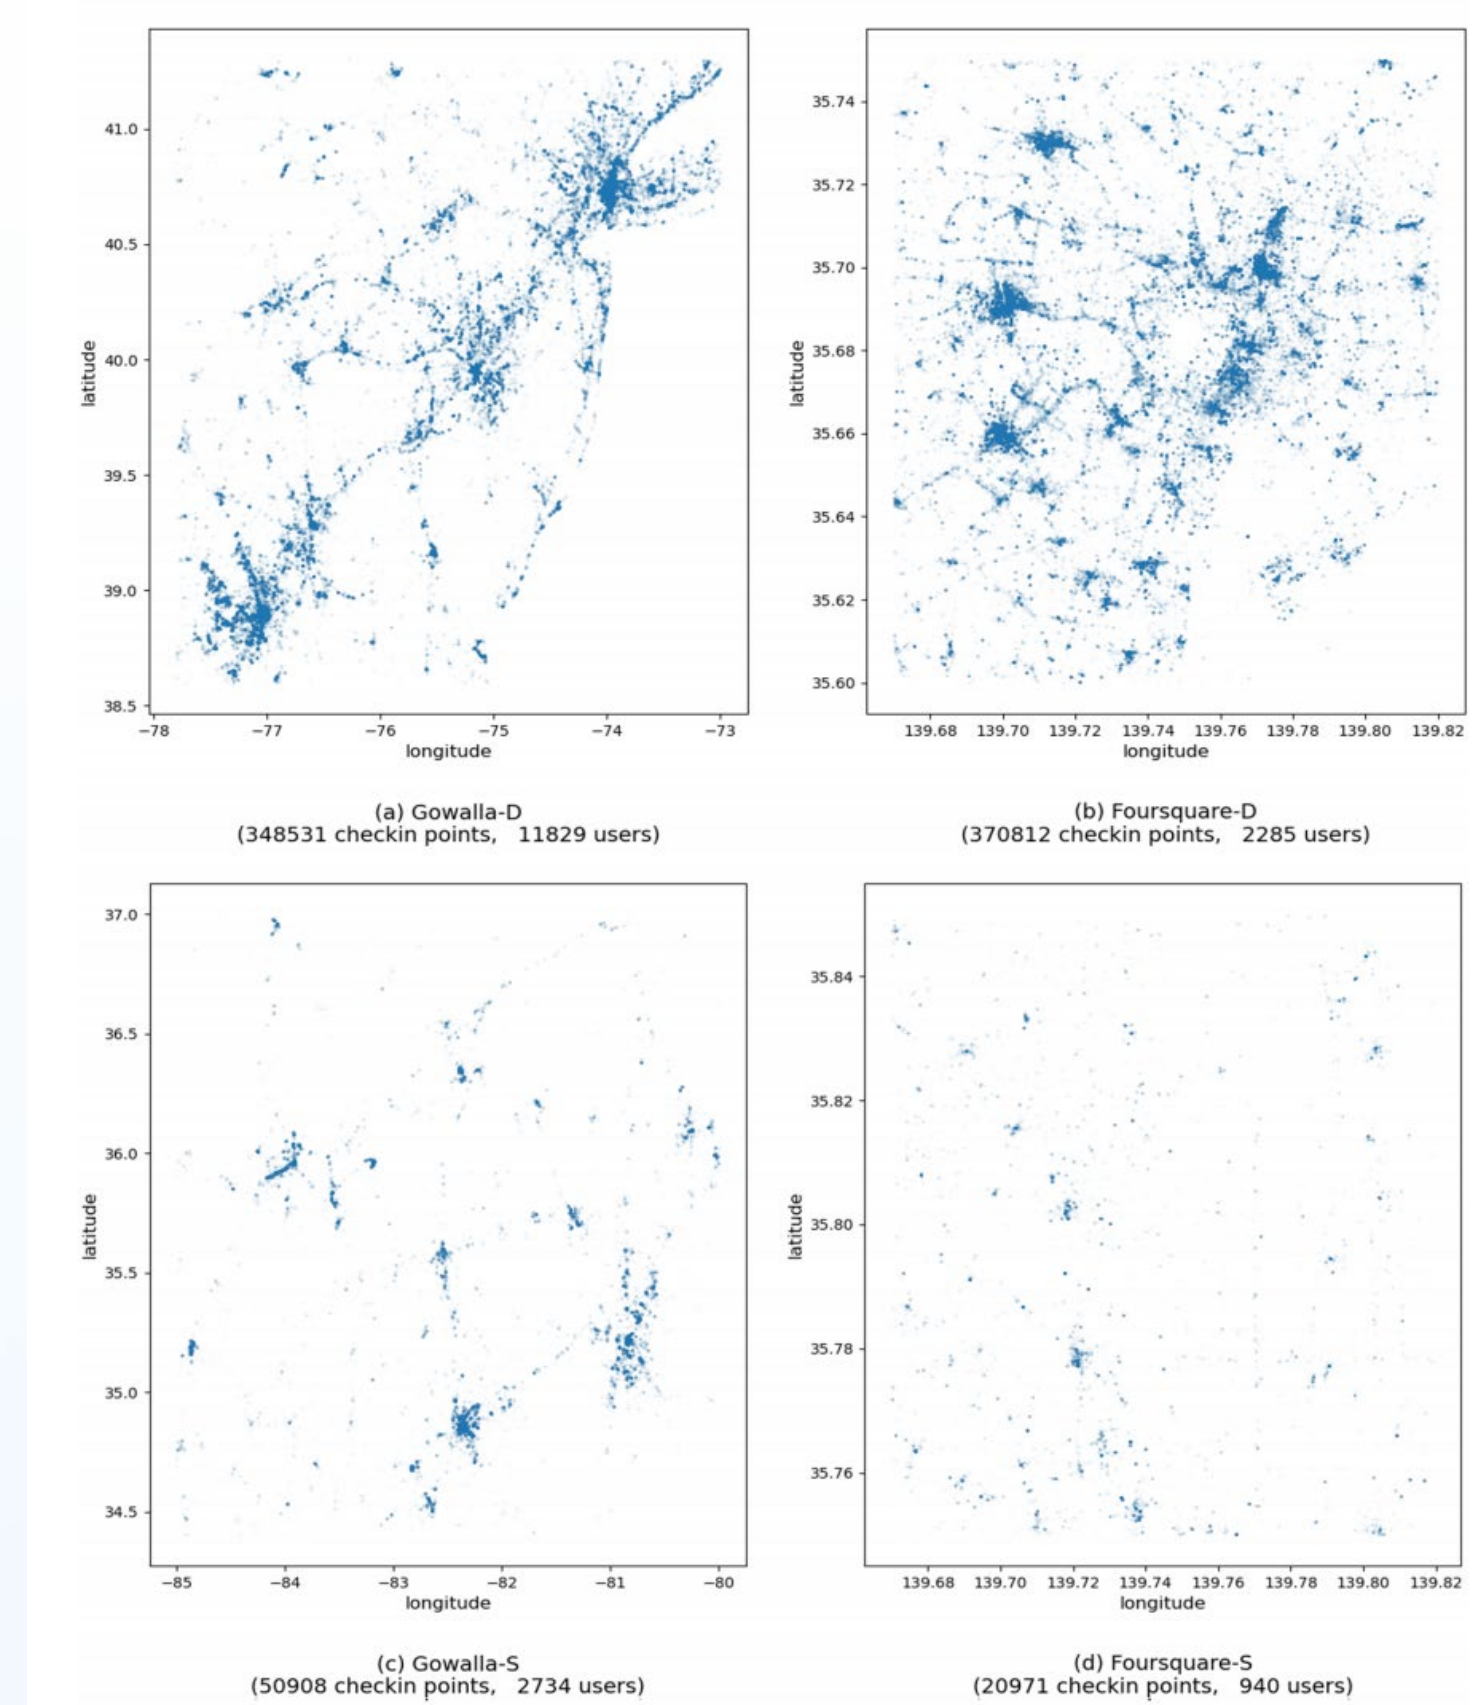 41.0
40.5
40.0
39.5
39.0
38.5
latitude
−78 −77 −76 −75 −74 −73
longitude
(a) Gowalla-D
(348531 checkin points, 11829 users)
35.74
35.72
35.70
35.68
35.66
35.64
35.62
35.60
latitude
139.68 139.70 139.72 139.74 139.76 139.78 139.80 139.82
longitude
(b) Foursquare-D
(370812 checkin points, 2285 users)
37.0
36.5
36.0
35.5
35.0
34.5
latitude
−85 −84 −83 −82 −81 −80
longitude
(c) Gowalla-S
(50908 checkin points, 2734 users)
35.84
35.82
35.80
35.78
35.76
latitude
139.68 139.70 139.72 139.74 139.76 139.78 139.80 139.82
longitude
(d) Foursquare-S
(20971 checkin points, 940 users)